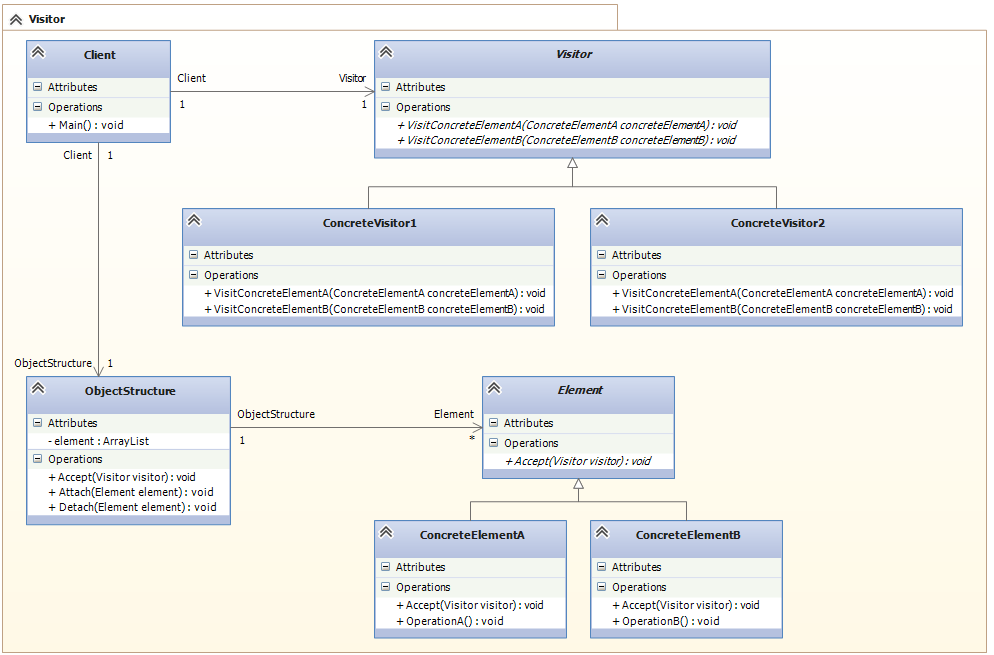 Visitor
Client
Attributes
Operations
+ Main() : void
Client
Visitor
1
1
Visitor
Attributes
Operations
+ VisitConcreteElementA(ConcreteElementA concreteElementA) : void
+ VisitConcreteElementB(ConcreteElementB concreteElementB) : void
Client
1
ConcreteVisitor1
Attributes
Operations
+ VisitConcreteElementA(ConcreteElementA concreteElementA) : void
+ VisitConcreteElementB(ConcreteElementB concreteElementB) : void
ConcreteVisitor2
Attributes
Operations
+ VisitConcreteElementA(ConcreteElementA concreteElementA) : void
+ VisitConcreteElementB(ConcreteElementB concreteElementB) : void
ObjectStructure
1
ObjectStructure
Attributes
- element : ArrayList
Operations
+ Accept(Visitor visitor) : void
+ Attach(Element element) : void
+ Detach(Element element) : void
ObjectStructure
Element
1
*
Element
Attributes
Operations
+ Accept(Visitor visitor) : void
ConcreteElementA
Attributes
Operations
+ Accept(Visitor visitor) : void
+ OperationA() : void
ConcreteElementB
Attributes
Operations
+ Accept(Visitor visitor) : void
+ OperationB() : void